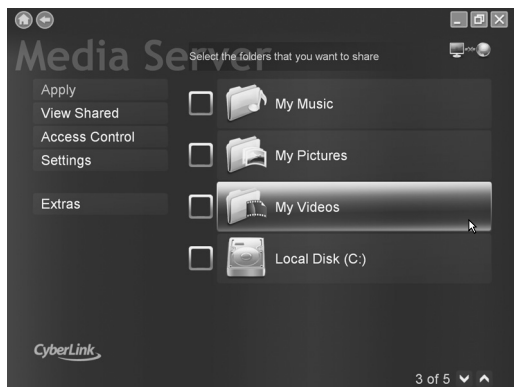 Media Server
Select the folders that you want to share
Apply
View Shared
Access Control
Settings
Extras
My Music
My Pictures
My Videos
Local Disk (C:)
CyberLink
3 of 5